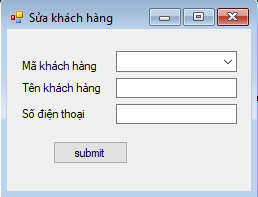 Sửa khách hàng
Mã khách hàng
Tên khách hàng
Số điện thoại
submit